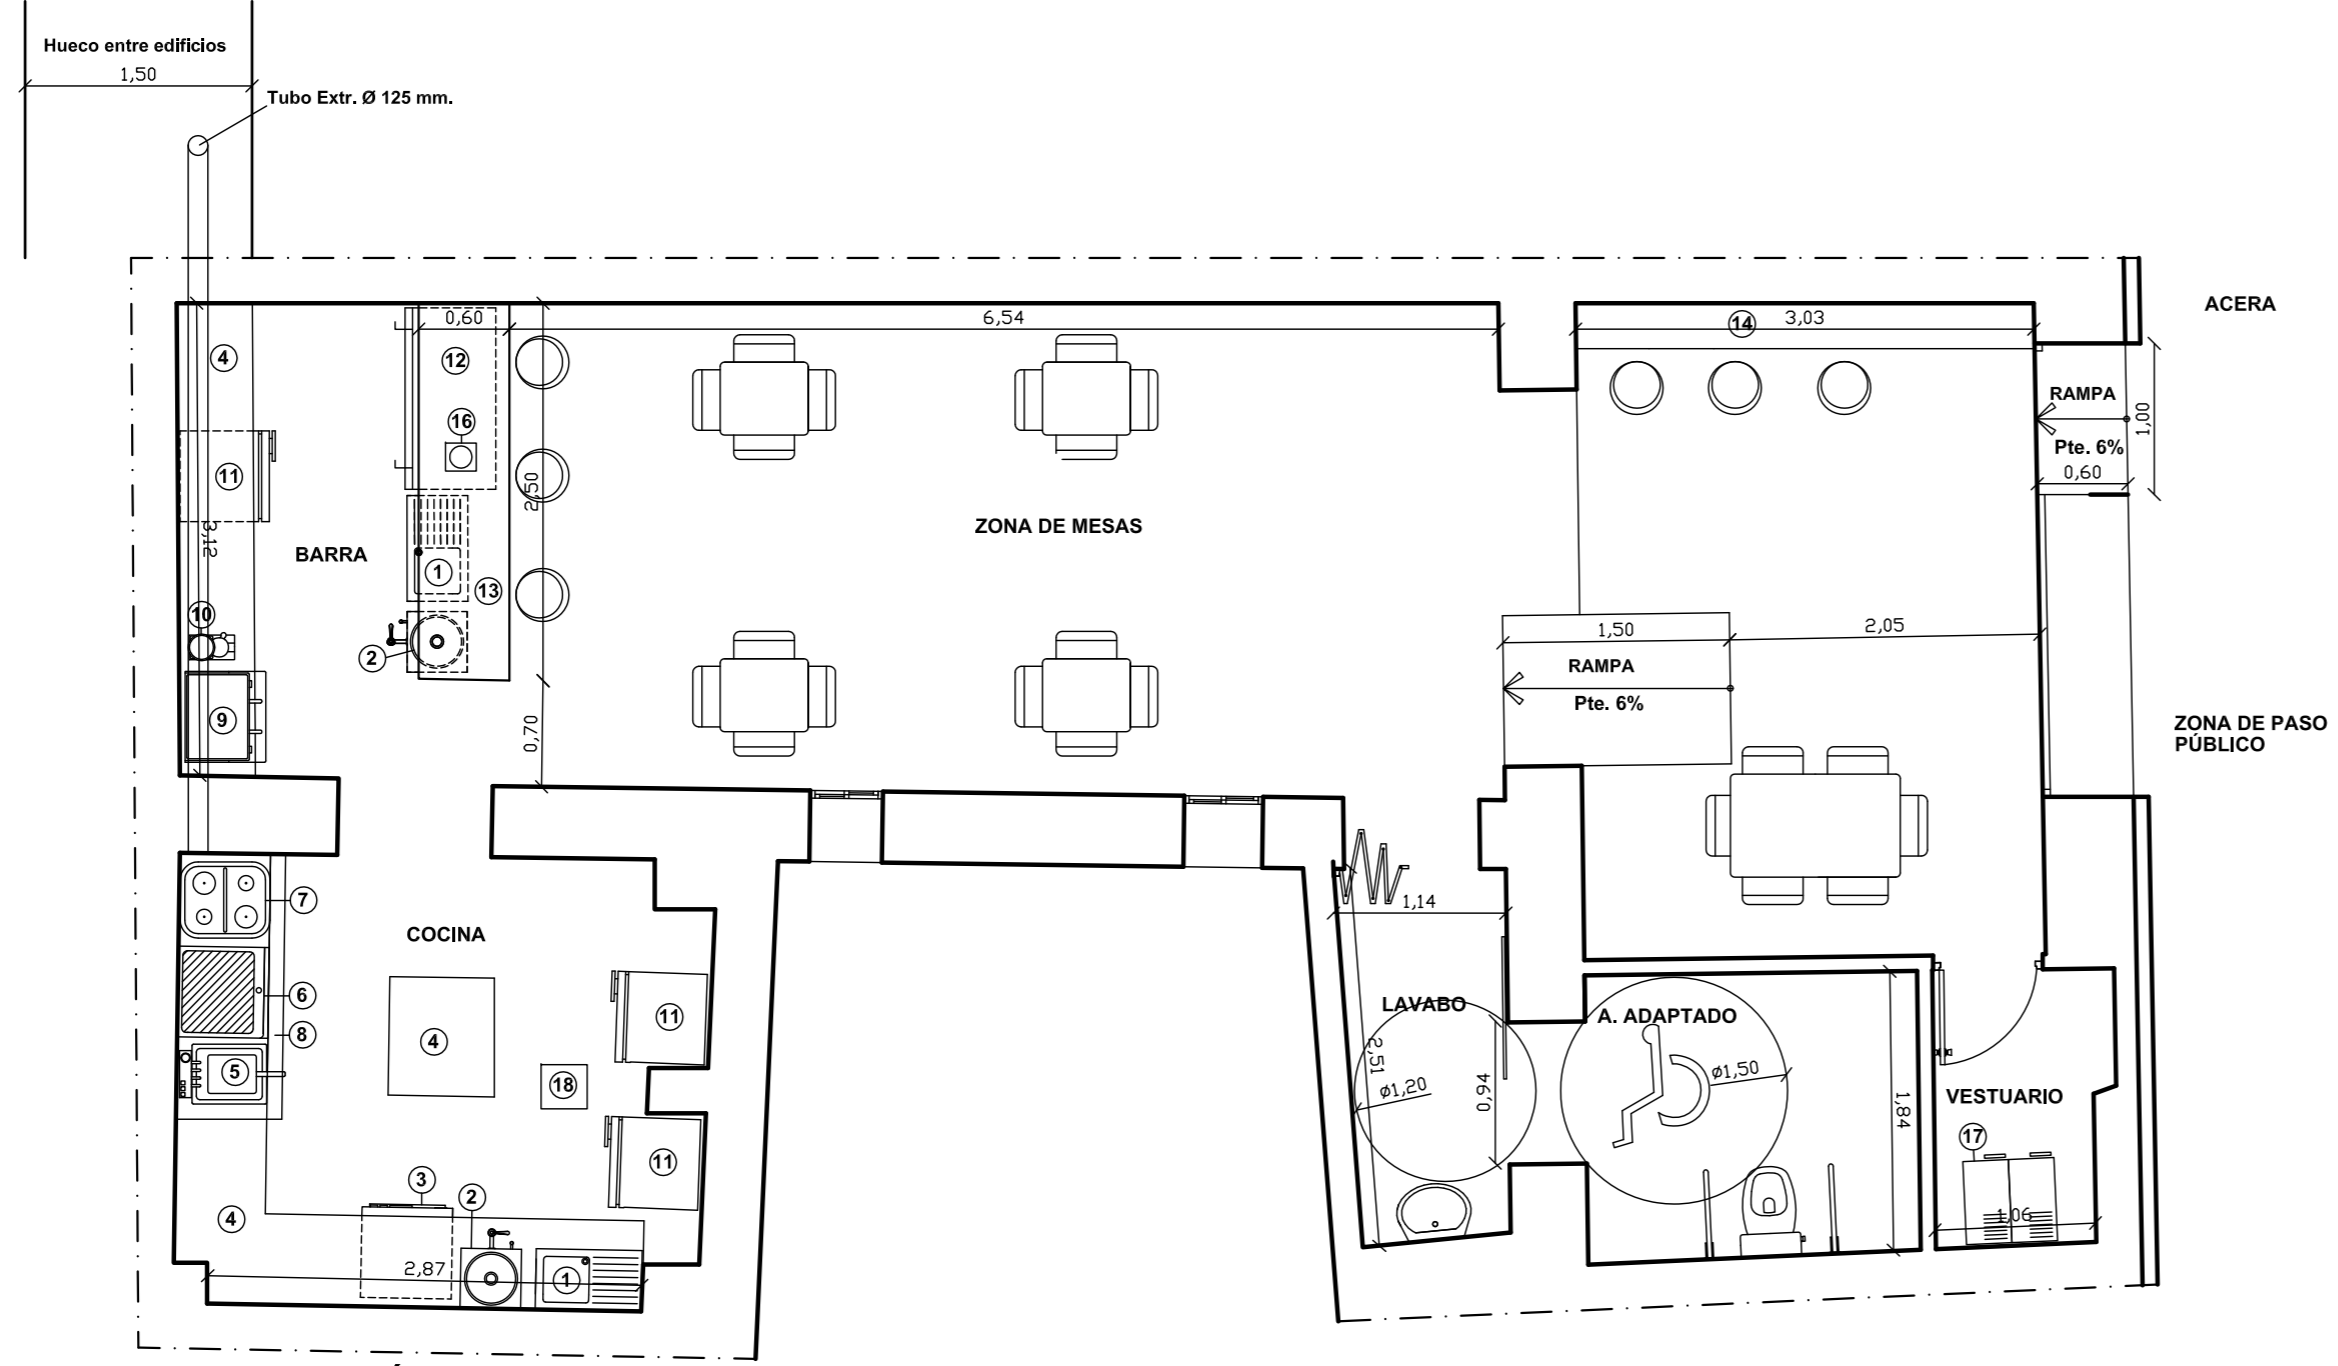 Hueco entre edificios
1,50
Tubo Extr. Ø 125 mm.
ACERA
0,60
6,54
14
3,03
4
12
16
RAMPA
1,00
Pte. 6%
0,60
11
2,50
3,12
BARRA
ZONA DE MESAS
1
13
10
2
1,50
2,05
RAMPA
Pte. 6%
9
0,70
ZONA DE PASO
PÚBLICO
7
1,14
COCINA
6
11
LAVABO
A. ADAPTADO
8
4
5
18
2,51
ø1,20
0,94
ø1,50
1,84
VESTUARIO
17
11
3
2
4
1,06
2,87
1